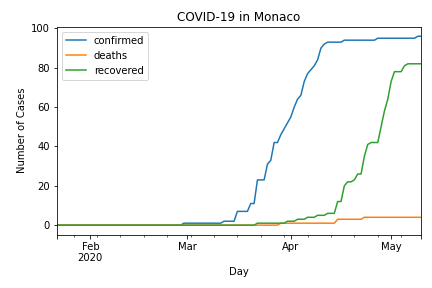 COVID-19 in Monaco
confirmed
deaths
recovered
Number of Cases
100
80
60
40
20
0
Feb
2020
Mar
Apr
May
Day